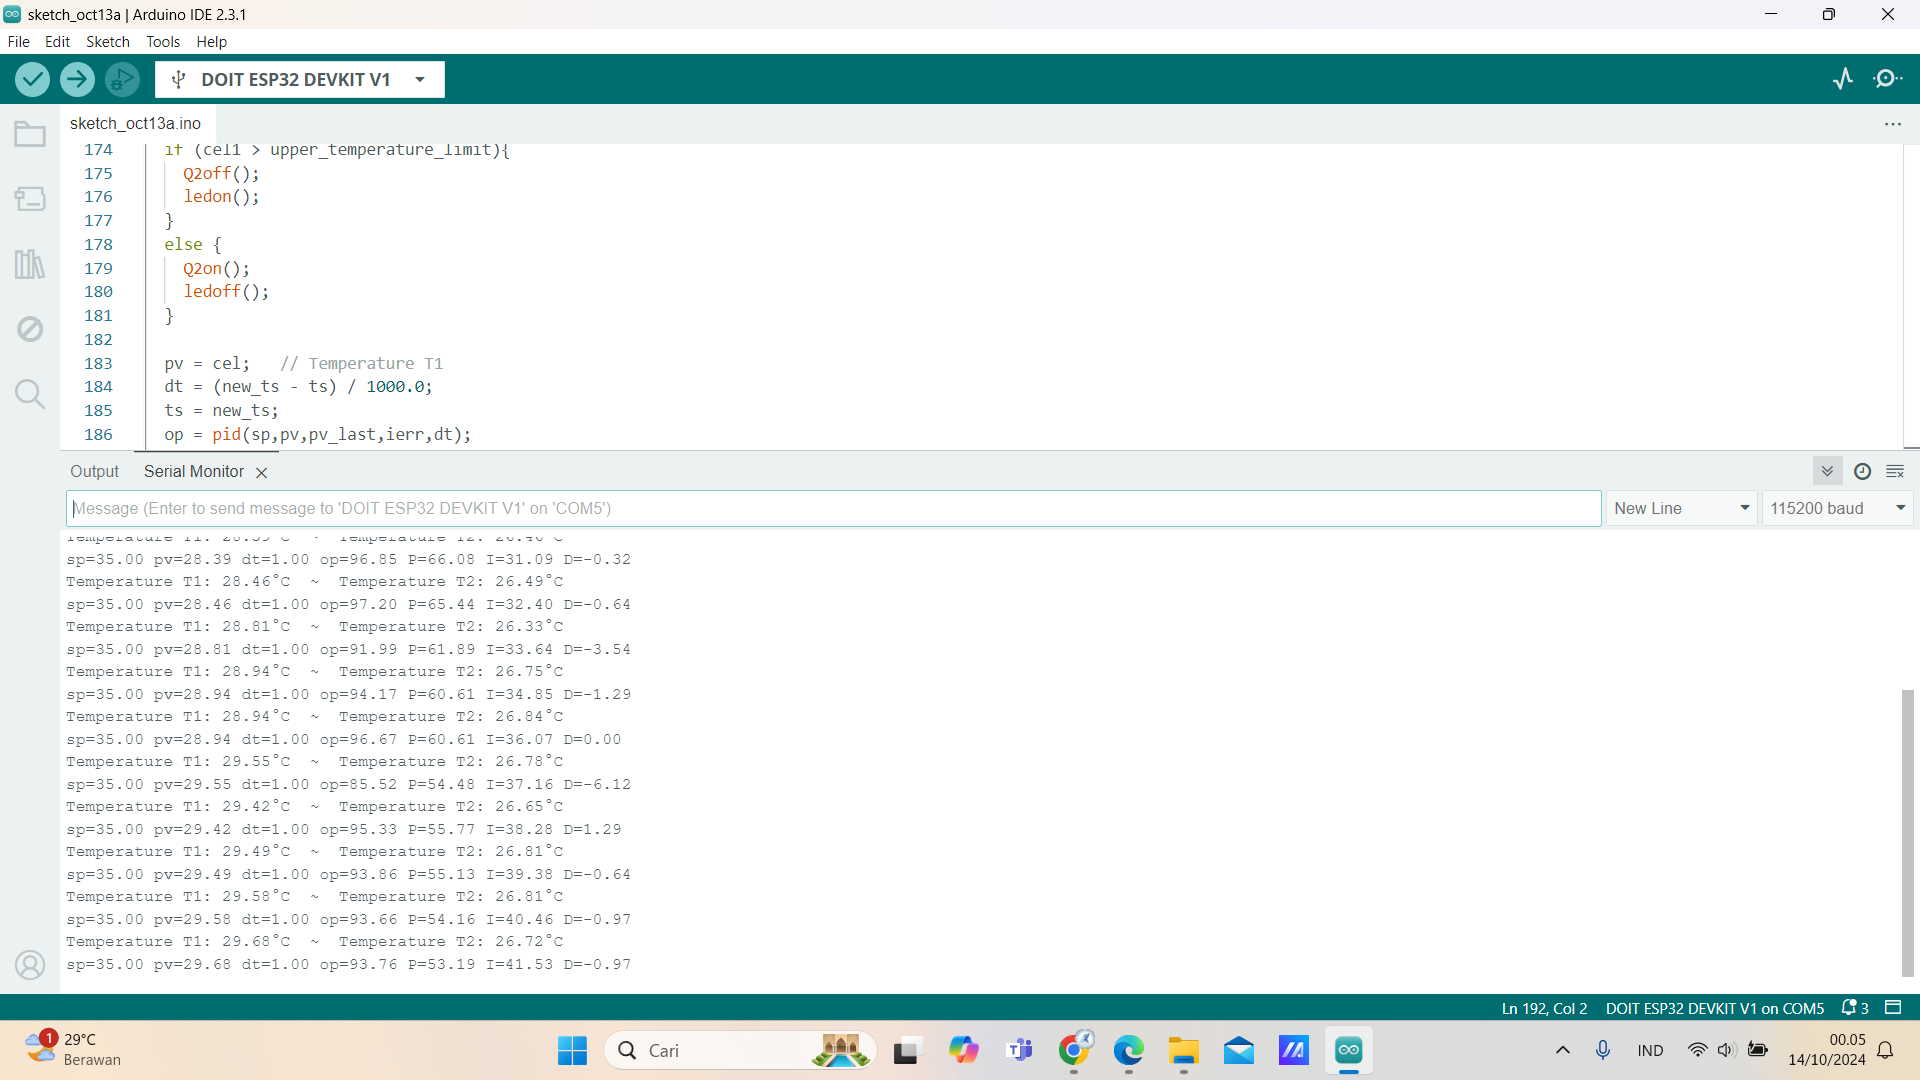 sketch_oct13a | Arduino IDE 2.3.1
File Edit Sketch Tools Help
DOIT ESP32 DEVKIT V1
sketch_oct13a.ino
174 if (cel1 > upper_temperature_limit){
175 Q2off();
176 ledon();
177 }
178 else {
179 Q2on();
180 ledoff();
181 }
182
183 pv = cel; // Temperature T1
184 dt = (new_ts - ts) / 1000.0;
185 ts = new_ts;
186 op = pid(sp,pv,pv_last,ierr,dt);
Output Serial Monitor
Message (Enter to send message to 'DOIT ESP32 DEVKIT V1' on 'COM5')
New Line 115200 baud
sp=35.00 pv=28.39 dt=1.00 op=96.85 P=66.08 I=31.09 D=-0.32
Temperature T1: 28.46°C ~ Temperature T2: 26.49°C
sp=35.00 pv=28.46 dt=1.00 op=97.20 P=65.44 I=32.40 D=-0.64
Temperature T1: 28.81°C ~ Temperature T2: 26.33°C
sp=35.00 pv=28.81 dt=1.00 op=91.99 P=61.89 I=33.64 D=-3.54
Temperature T1: 28.94°C ~ Temperature T2: 26.75°C
sp=35.00 pv=28.94 dt=1.00 op=94.17 P=60.61 I=34.85 D=-1.29
Temperature T1: 28.94°C ~ Temperature T2: 26.84°C
sp=35.00 pv=28.94 dt=1.00 op=96.67 P=60.61 I=36.07 D=0.00
Temperature T1: 29.55°C ~ Temperature T2: 26.78°C
sp=35.00 pv=29.55 dt=1.00 op=85.52 P=54.48 I=37.16 D=-6.12
Temperature T1: 29.42°C ~ Temperature T2: 26.65°C
sp=35.00 pv=29.42 dt=1.00 op=95.33 P=55.77 I=38.28 D=1.29
Temperature T1: 29.49°C ~ Temperature T2: 26.81°C
sp=35.00 pv=29.49 dt=1.00 op=93.86 P=55.13 I=39.38 D=-0.64
Temperature T1: 29.58°C ~ Temperature T2: 26.81°C
sp=35.00 pv=29.58 dt=1.00 op=93.66 P=54.16 I=40.46 D=-0.97
Temperature T1: 29.68°C ~ Temperature T2: 26.72°C
sp=35.00 pv=29.68 dt=1.00 op=93.76 P=53.19 I=41.53 D=-0.97
Ln 192, Col 2 DOIT ESP32 DEVKIT V1 on COM5 3
1
29°C
Berawan
Cari
IND
00.05
14/10/2024